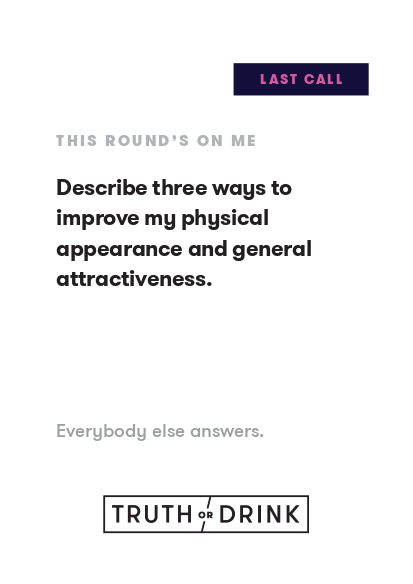 LAST CALL
THIS ROUND’S ON ME
Describe three ways to
improve my physical
appearance and general
attractiveness.
Everybody else answers.
TRUTH OR DRINK